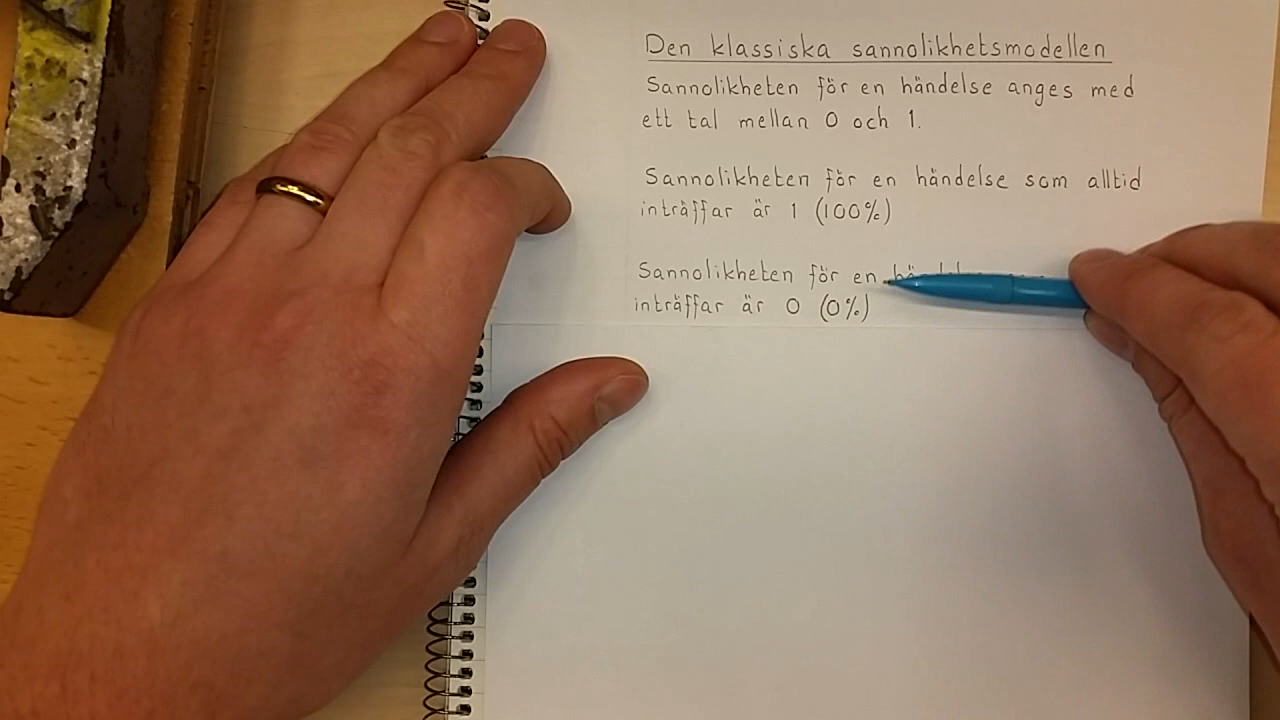 Den klassiska sannolikhetsmodellen
Sannolikheten för en händelse anges med
ett tal mellan 0 och 1.
Sannolikheten för en händelse som alltid
inträffar är 1 (100%)
Sannolikheten för en
inträffar är 0 (0%)